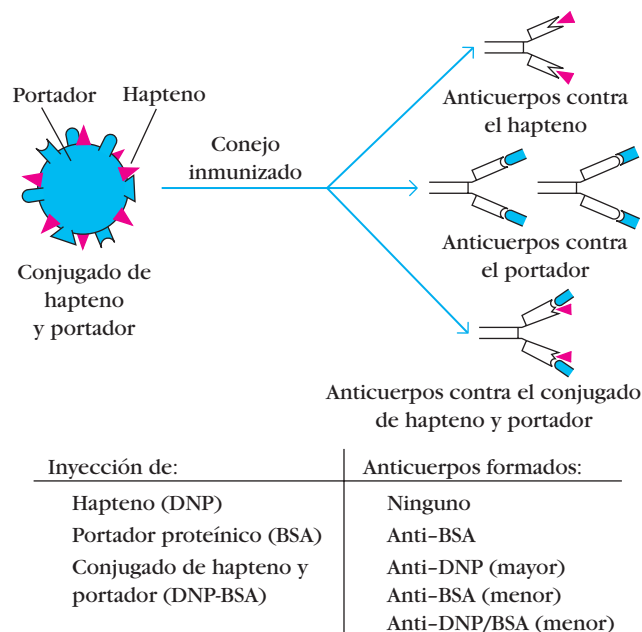 Portador
Hapteno
Conjugado de
hapteno
y portador
Conejo
inmunizado
Anticuerpos contra
el hapteno
Anticuerpos contra
el portador
Anticuerpos contra el conjugado
de hapteno y portador
Inyección de:
Anticuerpos formados:
Hapteno (DNP)
Ninguno
Portador proteínico (BSA)
Anti–BSA
Conjugado de hapteno y
portador (DNP-BSA)
Anti–DNP (mayor)
Anti–BSA (menor)
Anti–DNP/BSA (menor)